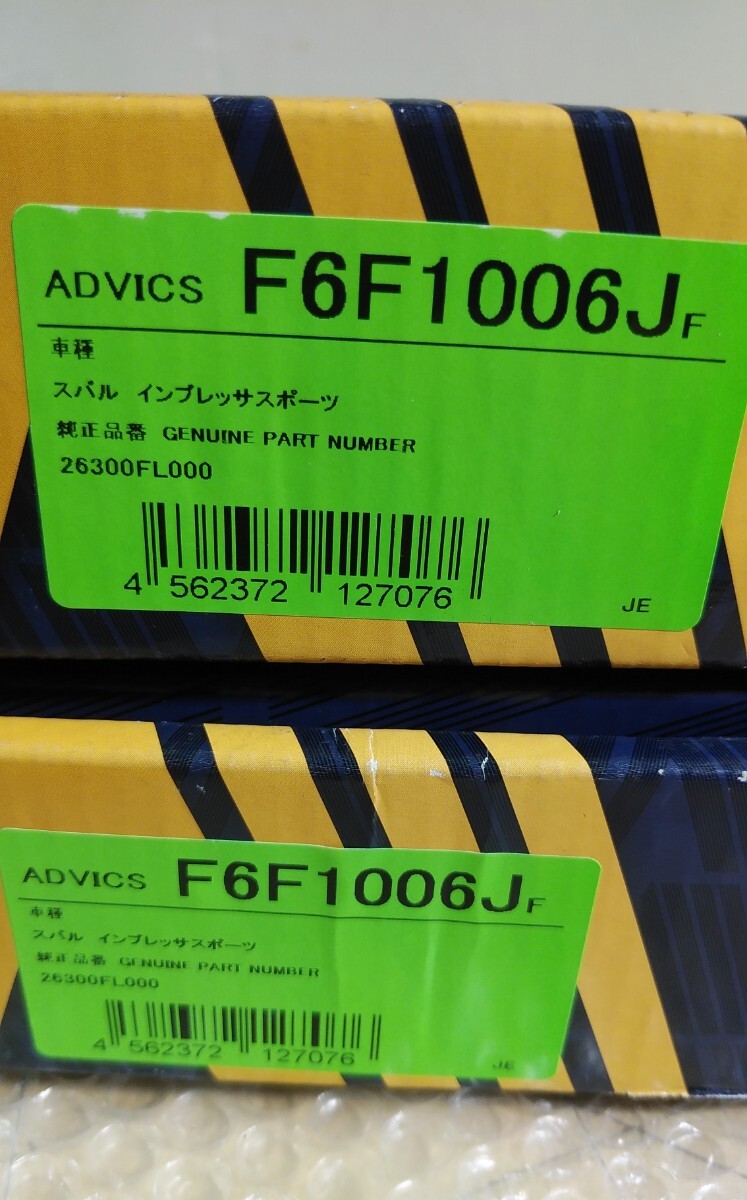 ADVICS F6F1006JF
車種
スバル インプレッサスポーツ
純正品番 GENUINE PART NUMBER
26300FL000
4 562372 127076
JE
ADVICS F6F1006JF
車種
スバル インプレッサスポーツ
純正品番 GENUINE PART NUMBER
26300FL000
4 562372 127076
JE